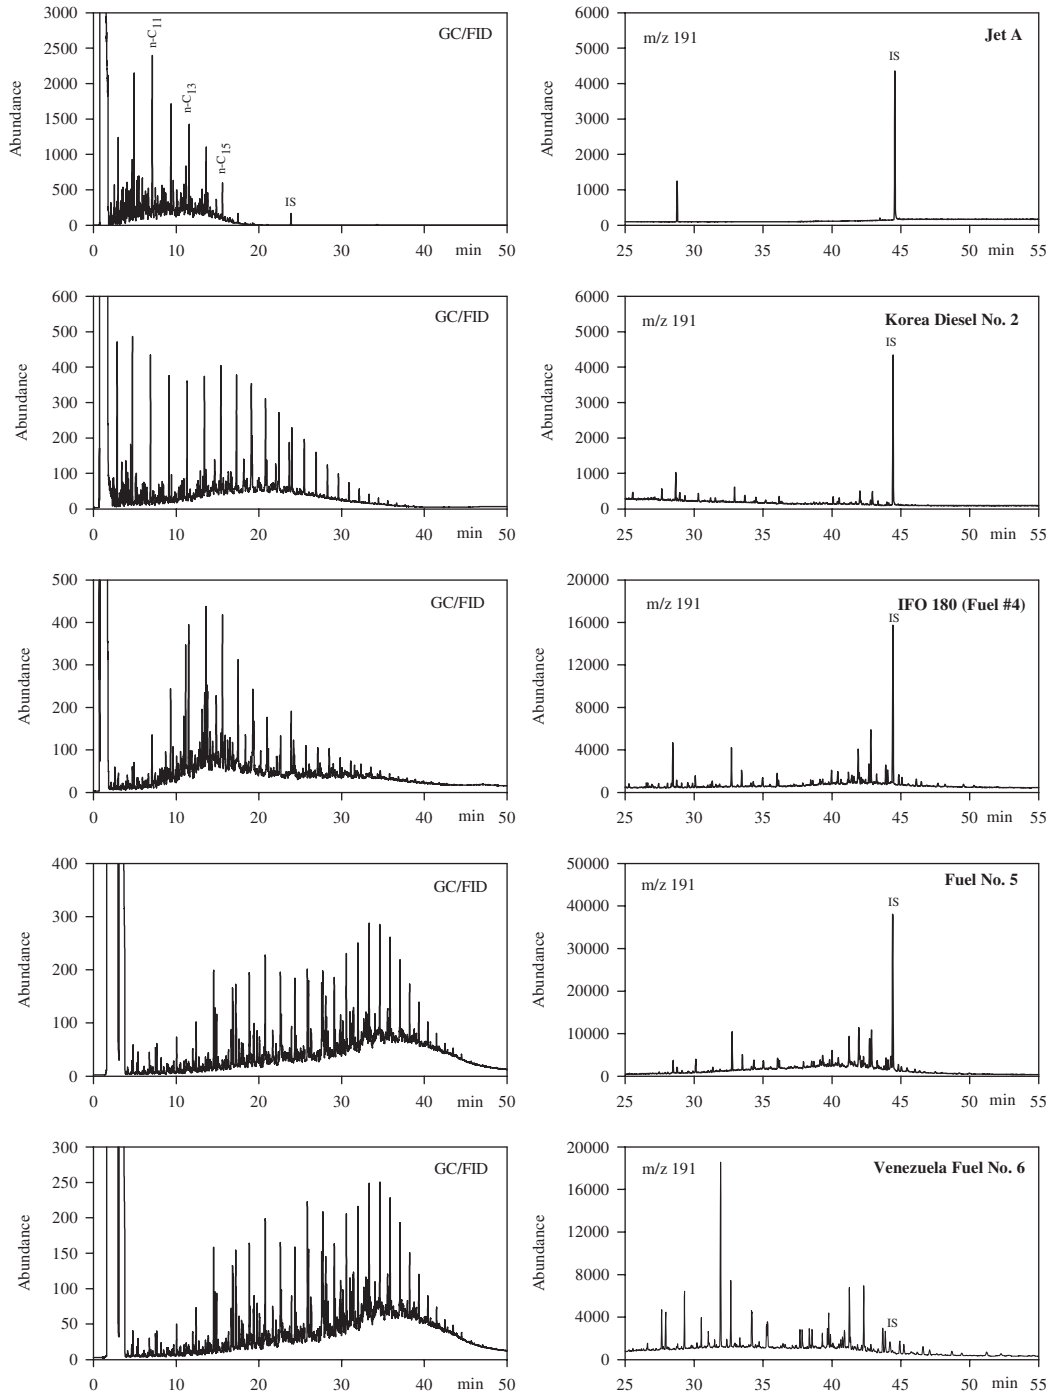 3000
2500
2000
1500
1000
500
0
Abundance
n-C11
n-C13
n-C15
IS
GC/FID
0 10 20 30 40 min 50
6000
4000
2000
0
Abundance
m/z 191
Jet A
IS
25 30 35 40 45 50 min 55
600
500
400
300
200
100
0
Abundance
GC/FID
0 10 20 30 40 min 50
6000
4000
2000
0
Abundance
m/z 191
Korea Diesel No. 2
IS
25 30 35 40 45 50 min 55
500
400
300
200
100
0
Abundance
GC/FID
0 10 20 30 40 min 50
20000
16000
12000
8000
4000
0
Abundance
m/z 191
IFO 180 (Fuel #4)
IS
25 30 35 40 45 50 min 55
400
300
200
100
0
Abundance
GC/FID
0 10 20 30 40 min 50
50000
40000
30000
20000
10000
0
Abundance
m/z 191
Fuel No. 5
IS
25 30 35 40 45 50 min 55
300
250
200
150
100
50
0
Abundance
GC/FID
0 10 20 30 40 min 50
20000
16000
12000
8000
4000
0
Abundance
m/z 191
Venezuela Fuel No. 6
IS
25 30 35 40 45 50 min 55